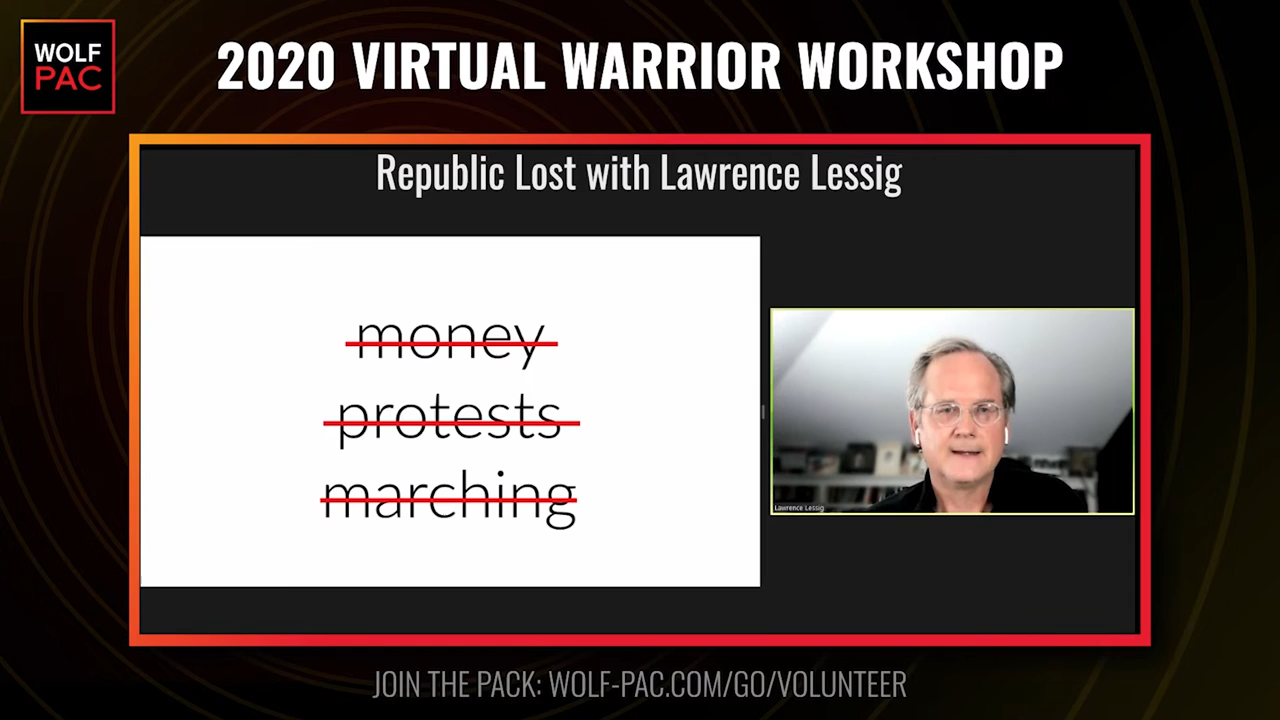 WOLF
PAC
2020 VIRTUAL WARRIOR WORKSHOP
Republic Lost with Lawrence Lessig
money
protests
marching
Lawrence Lessig
JOIN THE PACK: WOLF-PAC.COM/GO/VOLUNTEER